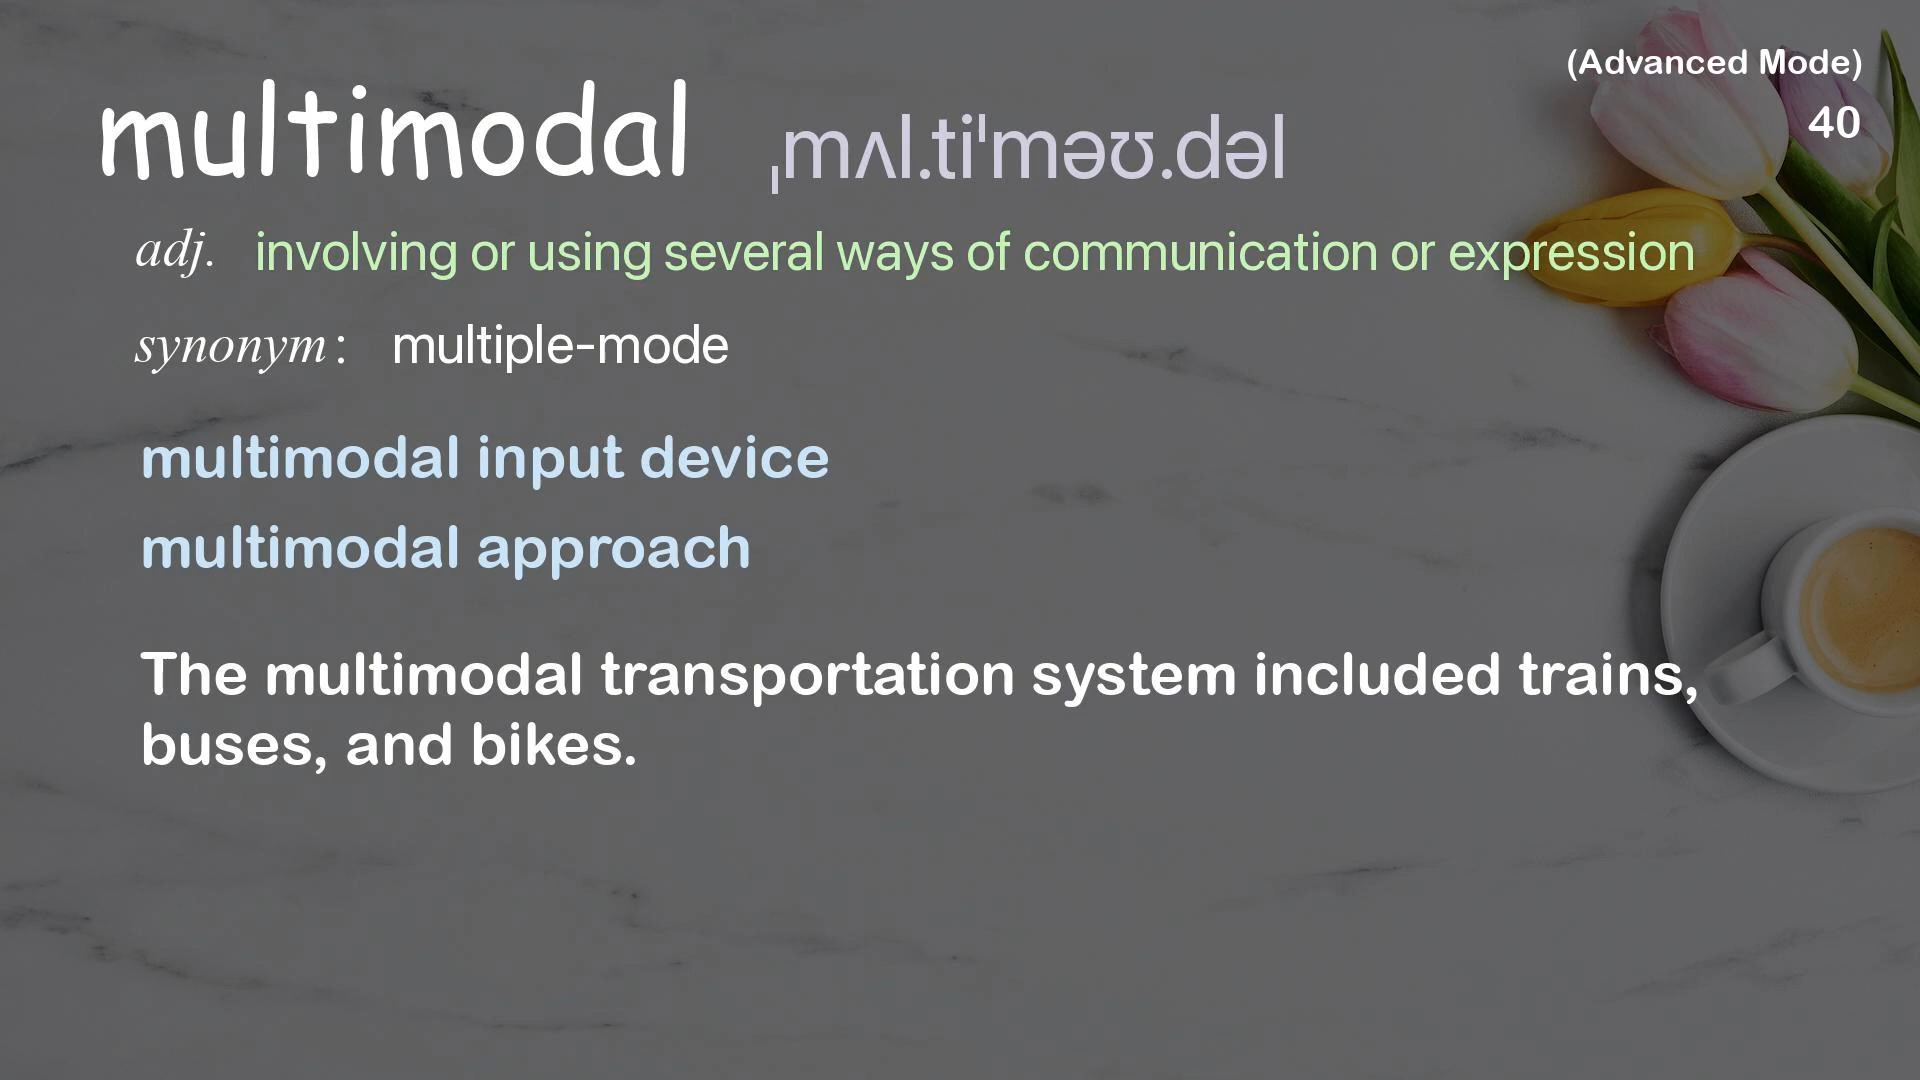 (Advanced Mode)
40
multimodal ˌmʌl.tiˈməʊ.dəl
adj. involving or using several ways of communication or expression
synonym: multiple-mode
multimodal input device
multimodal approach
The multimodal transportation system included trains,
buses, and bikes.